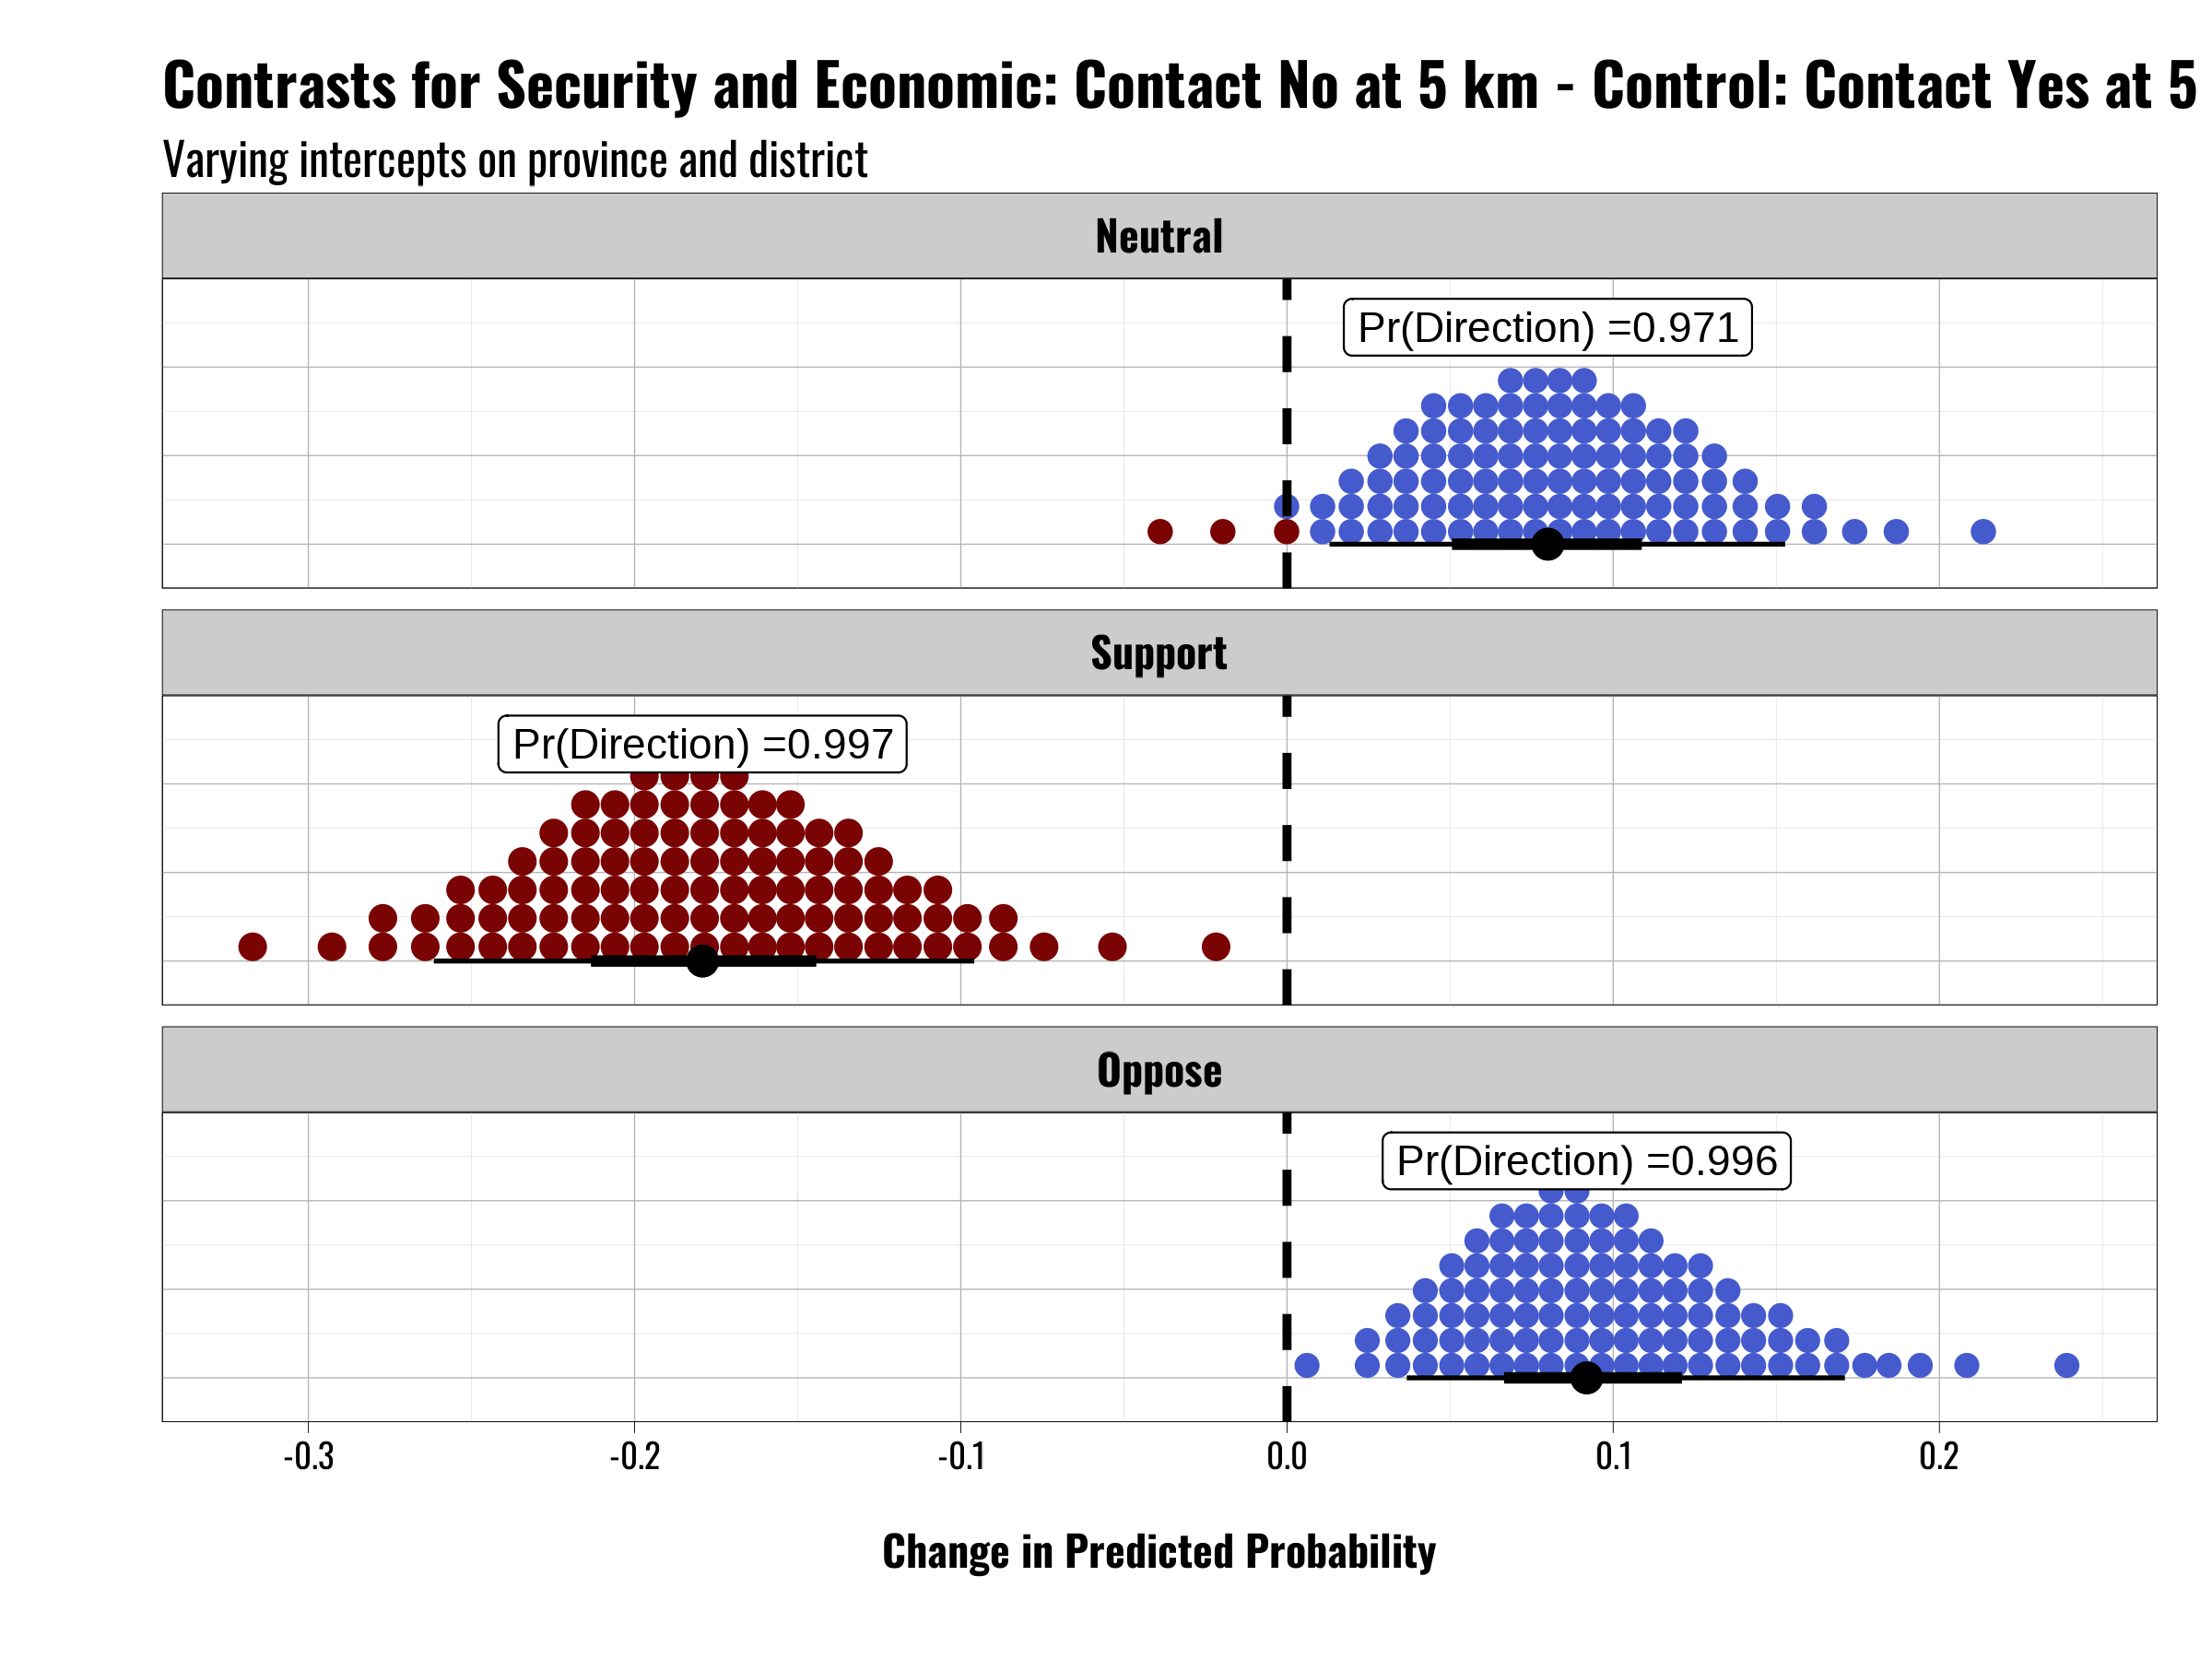 Contrasts for Security and Economic: Contact No at 5 km - Control: Contact Yes at 5
Varying intercepts on province and district
Neutral
Pr(Direction) =0.971
Support
Pr(Direction) =0.997
Oppose
Pr(Direction) =0.996
-0.3 -0.2 -0.1 0.0 0.1 0.2
Change in Predicted Probability